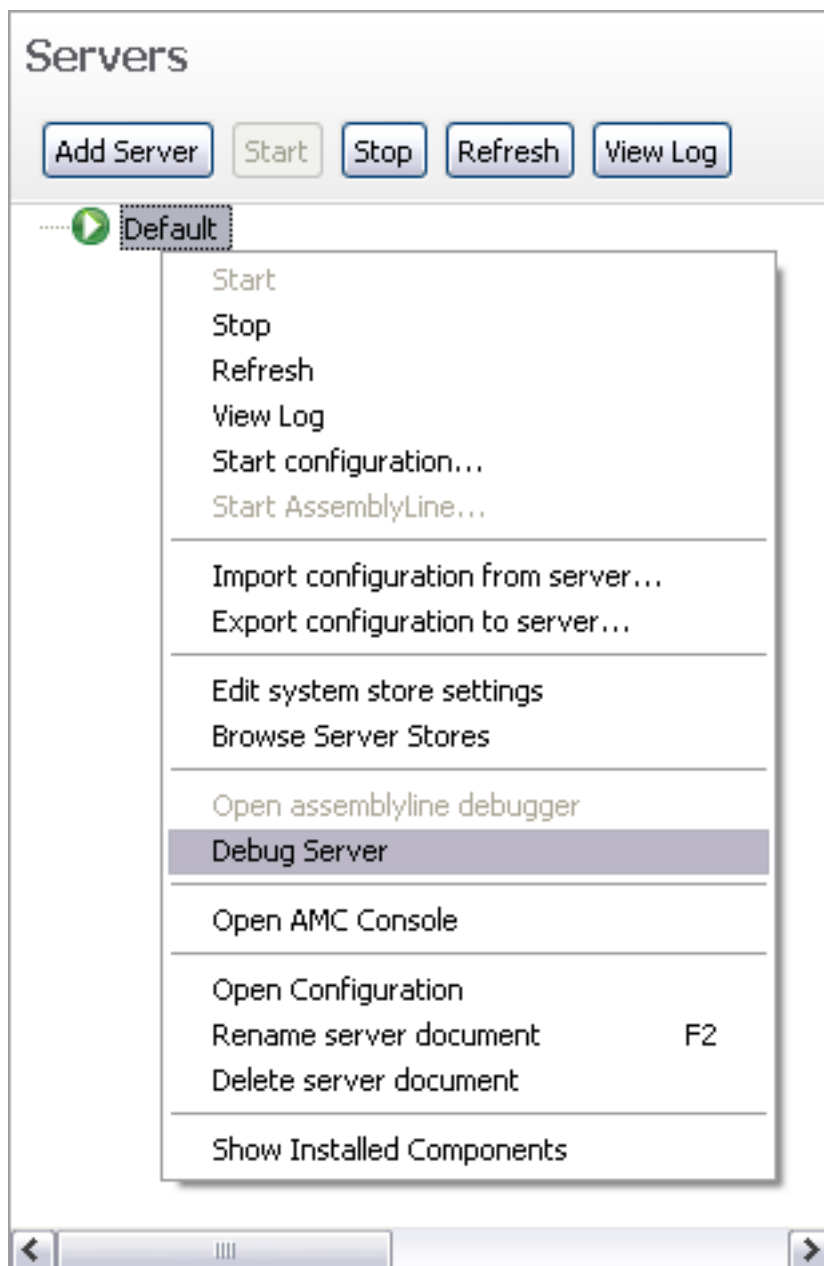 Servers
Add Server Start Stop Refresh View Log
Default
Start
Stop
Refresh
View Log
Start configuration...
Start AssemblyLine...
Import configuration from server...
Export configuration to server...
Edit system store settings
Browse Server Stores
Open assemblyline debugger
Debug Server
Open AMC Console
Open Configuration
Rename server document F2
Delete server document
Show Installed Components